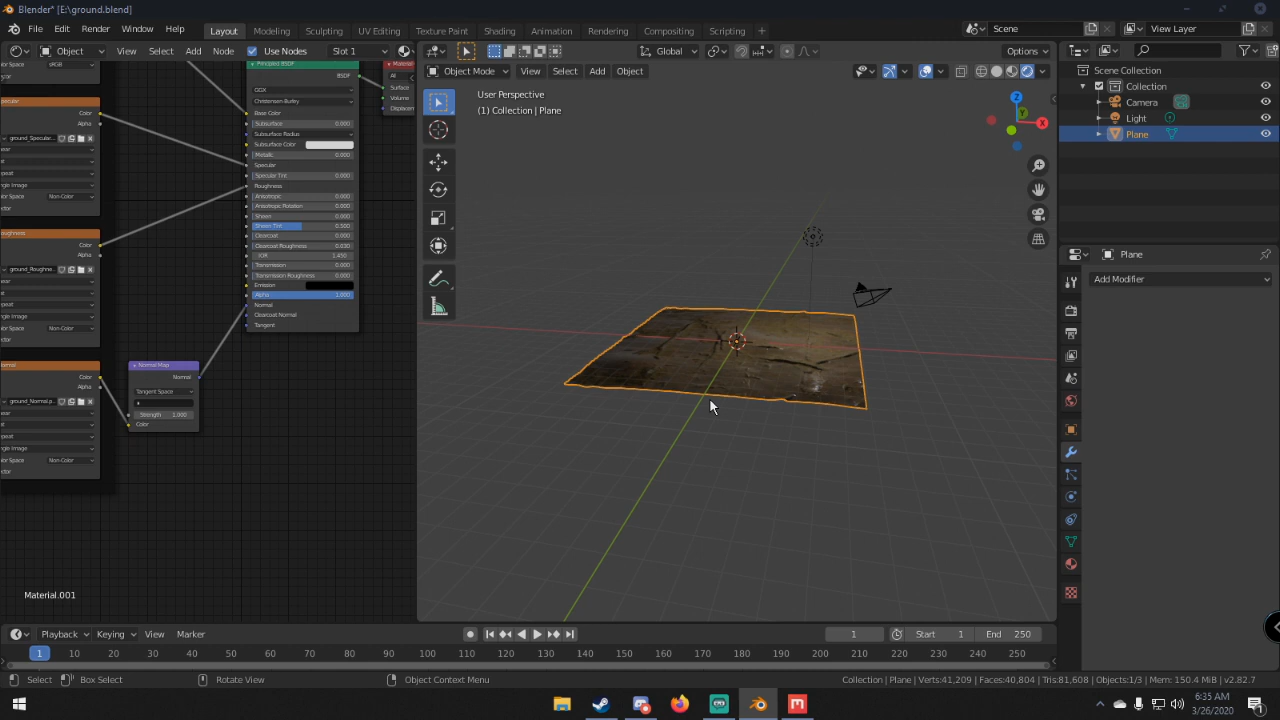 Blender* [E:\ground.blend]
File Edit Render Window Help
Layout Modeling Sculpting UV Editing Texture Paint Shading Animation Rendering Compositing Scripting
Scene View Layer
Object View Select Add Node Use Nodes Slot 1
Global Options
Object Mode View Select Add Object
User Perspective
(1) Collection | Plane
sRGB
Principled BSDF
BSDF
GGX
Christensen-Burley
Base Color
Subsurface 0.000
Subsurface Radius
Subsurface Color
Metallic 0.000
Specular
Specular Tint 0.000
Roughness
Anisotropic 0.000
Anisotropic Rotation 0.000
Sheen 0.000
Sheen Tint 0.500
Clearcoat 0.000
Clearcoat Roughness 0.030
IOR 1.450
Transmission 0.000
Transmission Roughness 0.000
Emission
Alpha 1.000
Normal
Clearcoat Normal
Tangent
All
Surface
Volume
Color
Alpha
ground_Specular...
Non-Color
Color
Alpha
ground_Roughne...
Non-Color
Color
Alpha
ground_Normal.p...
Non-Color
Normal Map
Normal
Tangent Space
Strength 1.000
Color
Material.001
Z
Y
X
Scene Collection
Collection
Camera
Light
Plane
Plane
Add Modifier
Playback Keying View Marker
1 Start 1 End 250
1 10 20 30 40 50 60 70 80 90 100 110 120 130 140 150 160 170 180 190 200 210 220 230 240 250
Select Box Select Rotate View Object Context Menu
Collection | Plane | Verts:41,209 | Faces:40,804 | Tris:81,608 | Objects:1/3 | Mem: 150.4 MiB | v2.82.7
6:35 AM
3/26/2020